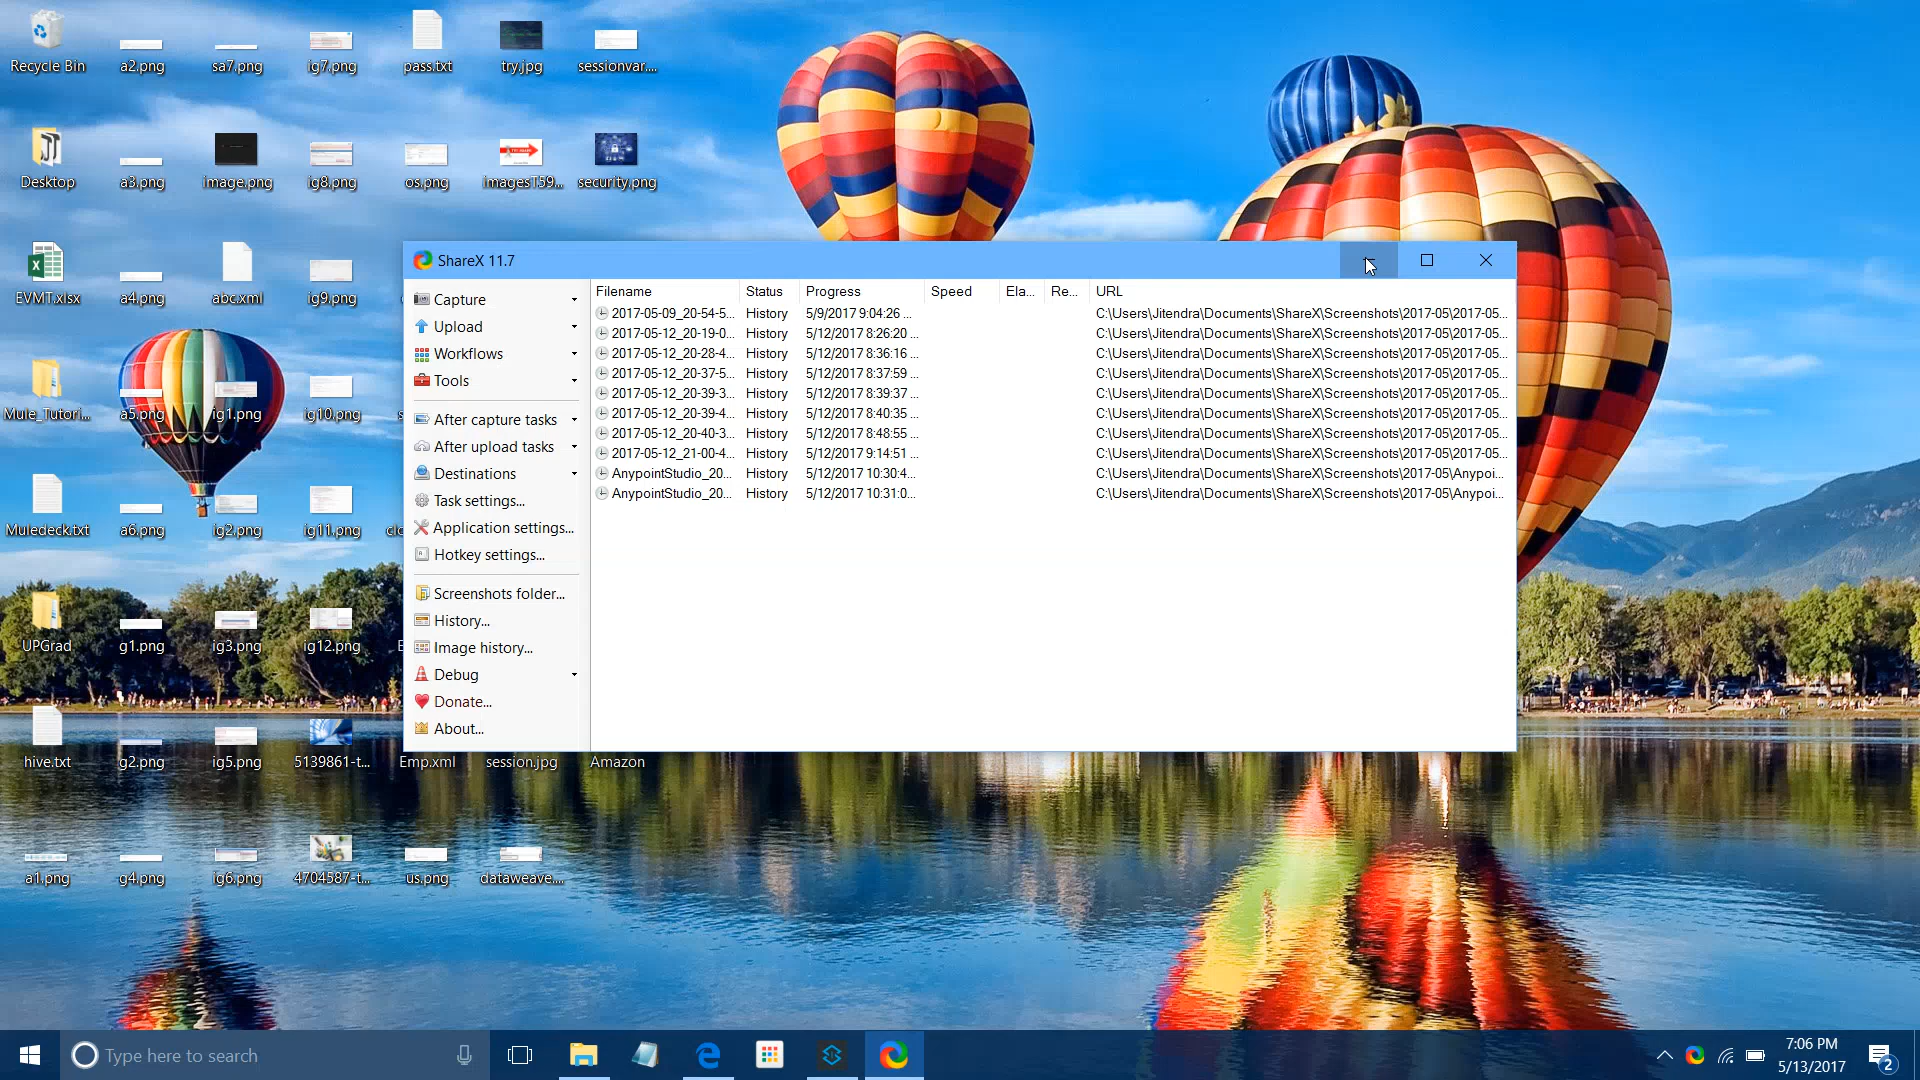 Recycle Bin
a2.png
sa7.png
ig7.png
pass.txt
try.jpg
sessionvar....
Desktop
a3.png
image.png
ig8.png
os.png
imagesT59...
security.png
EVMT.xlsx
a4.png
abc.xml
ig9.png
Mule_Tutori...
a5.png
ig1.png
ig10.png
Muledeck.txt
a6.png
ig2.png
ig11.png
UPGrad
g1.png
ig3.png
ig12.png
hive.txt
g2.png
ig5.png
5139861-t...
Emp.xml
session.jpg
Amazon
a1.png
g4.png
ig6.png
4704587-t...
us.png
dataweave....
ShareX 11.7
Capture
Upload
Workflows
Tools
After capture tasks
After upload tasks
Destinations
Task settings...
Application settings...
Hotkey settings...
Screenshots folder...
History...
Image history...
Debug
Donate...
About...
Filename Status Progress Speed Ela... Re... URL
2017-05-09_20-54-5... History 5/9/2017 9:04:26 ... C:\Users\Jitendra\Documents\ShareX\Screenshots\2017-05\2017-05...
2017-05-12_20-19-0... History 5/12/2017 8:26:20 ... C:\Users\Jitendra\Documents\ShareX\Screenshots\2017-05\2017-05...
2017-05-12_20-28-4... History 5/12/2017 8:36:16 ... C:\Users\Jitendra\Documents\ShareX\Screenshots\2017-05\2017-05...
2017-05-12_20-37-5... History 5/12/2017 8:37:59 ... C:\Users\Jitendra\Documents\ShareX\Screenshots\2017-05\2017-05...
2017-05-12_20-39-3... History 5/12/2017 8:39:37 ... C:\Users\Jitendra\Documents\ShareX\Screenshots\2017-05\2017-05...
2017-05-12_20-39-4... History 5/12/2017 8:40:35 ... C:\Users\Jitendra\Documents\ShareX\Screenshots\2017-05\2017-05...
2017-05-12_20-40-3... History 5/12/2017 8:48:55 ... C:\Users\Jitendra\Documents\ShareX\Screenshots\2017-05\2017-05...
2017-05-12_21-00-4... History 5/12/2017 9:14:51 ... C:\Users\Jitendra\Documents\ShareX\Screenshots\2017-05\2017-05...
AnypointStudio_20... History 5/12/2017 10:30:4... C:\Users\Jitendra\Documents\ShareX\Screenshots\2017-05\Anypoi...
AnypointStudio_20... History 5/12/2017 10:31:0... C:\Users\Jitendra\Documents\ShareX\Screenshots\2017-05\Anypoi...
Type here to search
7:06 PM
5/13/2017
2